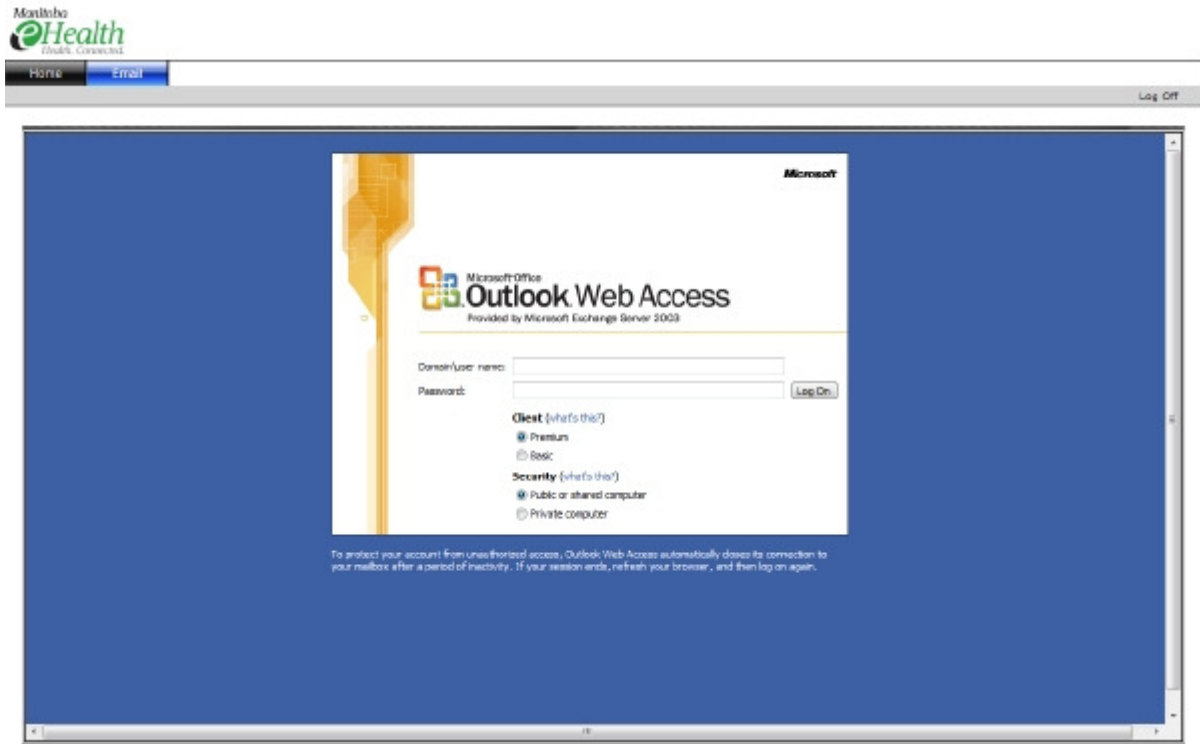 Manitoba
eHealth
Health. Connected.
Home Email
Log Off
Microsoft
Microsoft Office
Outlook Web Access
Provided by Microsoft Exchange Server 2003
Domain\user name:
Password:
Log On
Client (what's this?)
Premium
Basic
Security (what's this?)
Public or shared computer
Private computer
To protect your account from unauthorized access, Outlook Web Access automatically closes its connection to
your mailbox after a period of inactivity. If your session ends, refresh your browser, and then log on again.